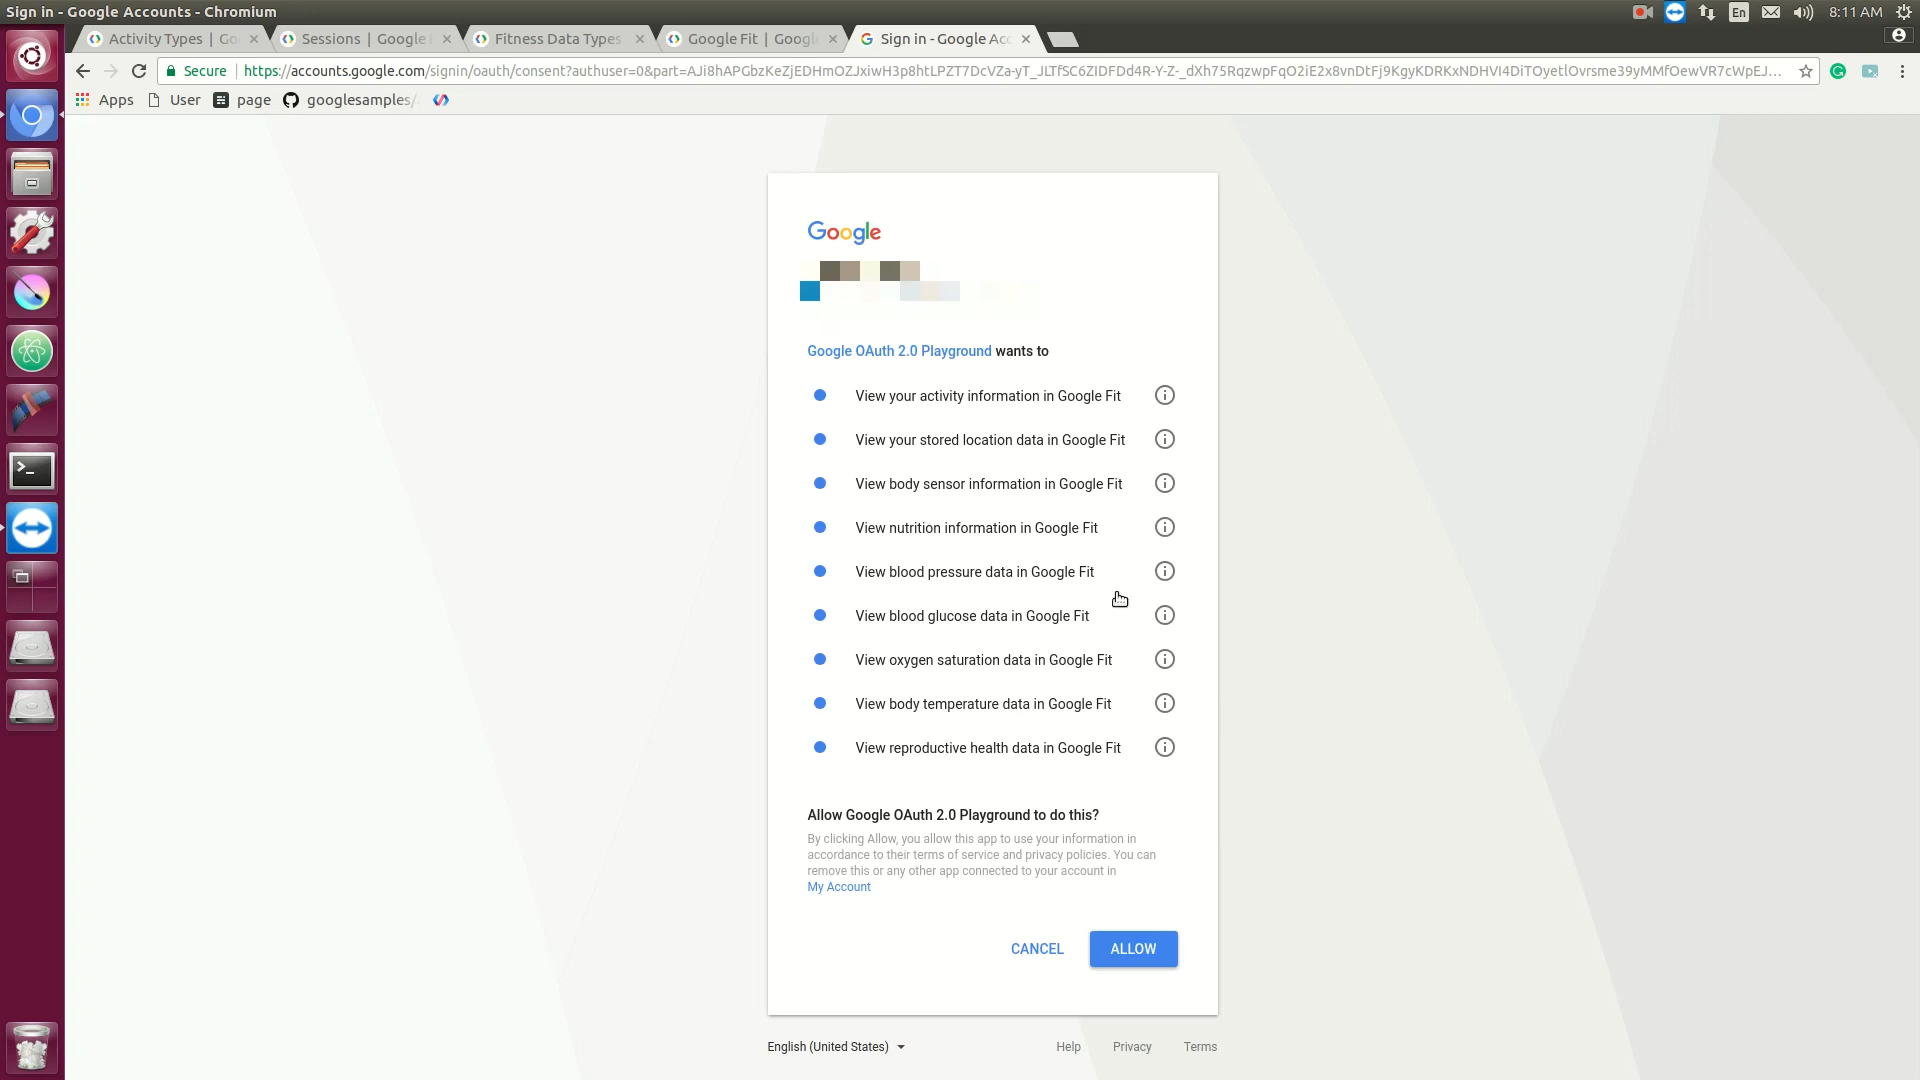 Sign in - Google Accounts - Chromium
En
8:11 AM
Activity Types | Go
Sessions | Google
Fitness Data Types
Google Fit | Googl
Sign in - Google Acc
Secure
https://accounts.google.com/signin/oauth/consent?authuser=0&part=
Apps
User
page
googlesamples/
Google
Google OAuth 2.0 Playground wants to
View your activity information in Google Fit
View your stored location data in Google Fit
View body sensor information in Google Fit
View nutrition information in Google Fit
View blood pressure data in Google Fit
View blood glucose data in Google Fit
View oxygen saturation data in Google Fit
View body temperature data in Google Fit
View reproductive health data in Google Fit
Allow Google OAuth 2.0 Playground to do this?
By clicking Allow, you allow this app to use your information in
accordance to their terms of service and privacy policies. You can
remove this or any other app connected to your account in
My Account
CANCEL
ALLOW
English (United States)
Help
Privacy
Terms